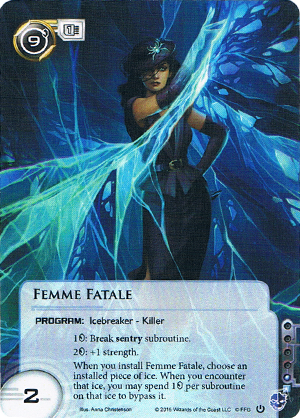 9
FEMME FATALE
PROGRAM: Icebreaker - Killer
1: Break sentry subroutine.
2: +1 strength.
When you install Femme Fatale, choose an
installed piece of ice. When you encounter
that ice, you may spend 1 per subroutine
on that ice to bypass it.
2
Illus. Anna Christenson
© 2015 Wizards of the Coast LLC. © FFG